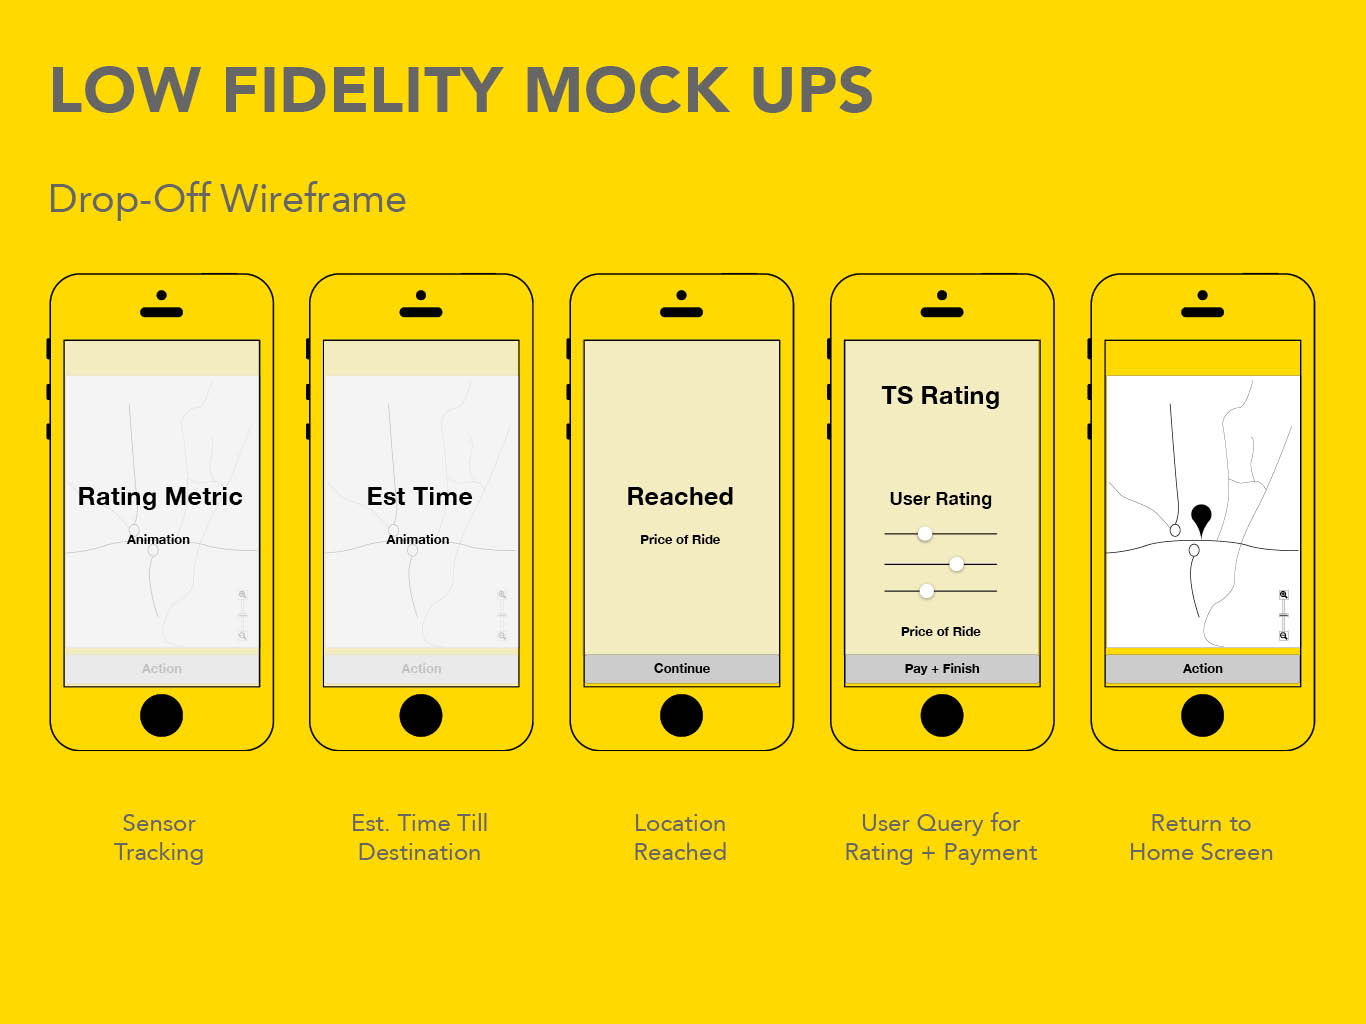 LOW FIDELITY MOCK UPS
Drop-Off Wireframe
Rating Metric
Animation
Action
Est Time
Animation
Action
Reached
Price of Ride
Continue
TS Rating
User Rating
Price of Ride
Pay + Finish
Action
Sensor
Tracking
Est. Time Till
Destination
Location
Reached
User Query for
Rating + Payment
Return to
Home Screen